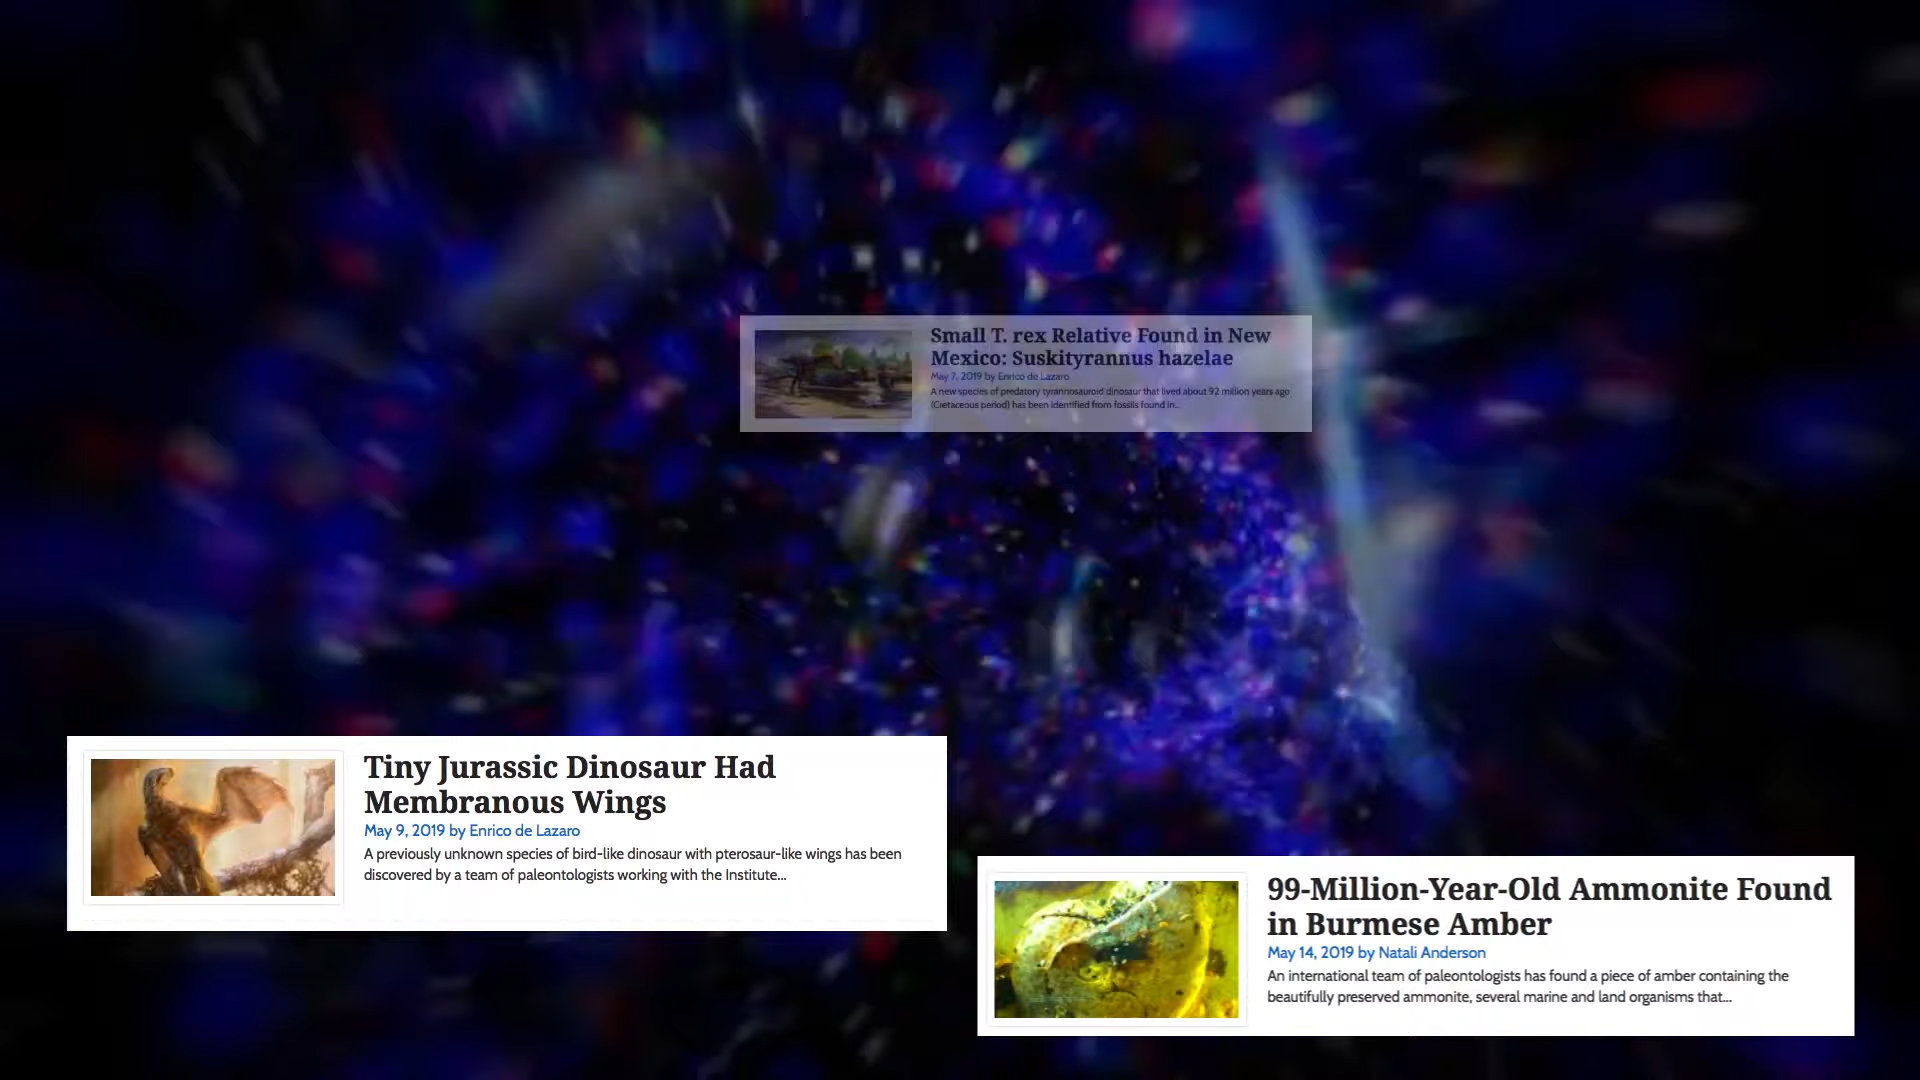 Small T. rex Relative Found in New
Mexico: Suskityrannus hazelae
May 7, 2019 by Enrico de Lazaro
A new species of predatory tyrannosauroid dinosaur that lived about 92 million years ago
(Cretaceous period) has been identified from fossils found in...
Tiny Jurassic Dinosaur Had
Membranous Wings
May 9, 2019 by Enrico de Lazaro
A previously unknown species of bird-like dinosaur with pterosaur-like wings has been
discovered by a team of paleontologists working with the Institute...
99-Million-Year-Old Ammonite Found
in Burmese Amber
May 14, 2019 by Natali Anderson
An international team of paleontologists has found a piece of amber containing the
beautifully preserved ammonite, several marine and land organisms that...